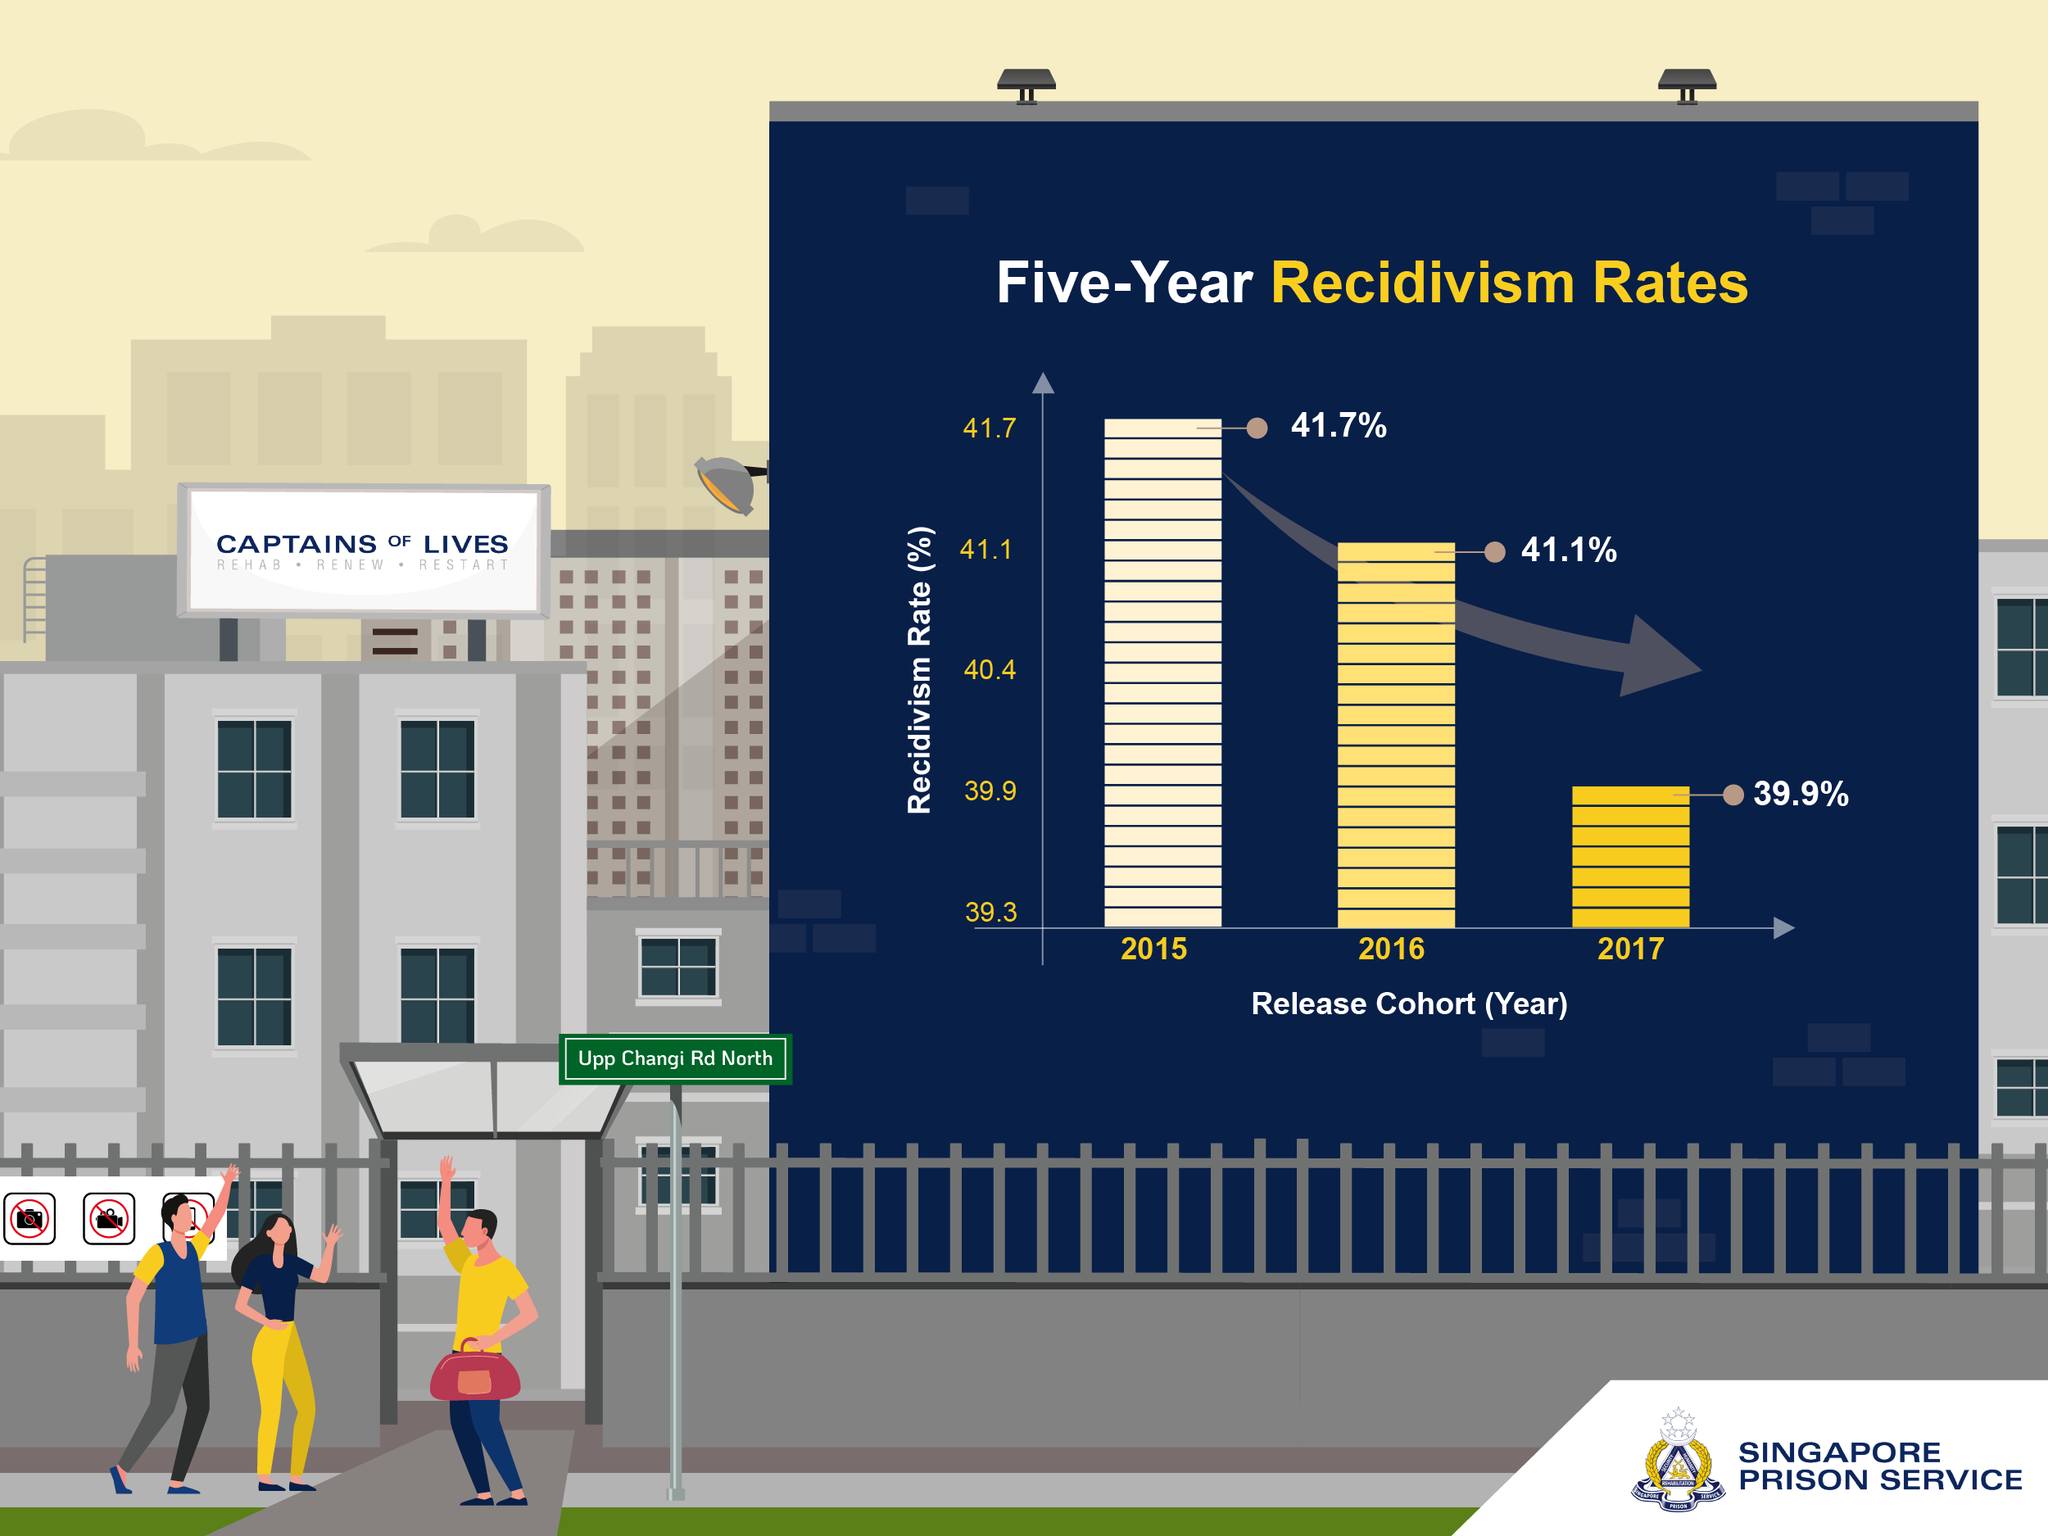 Five-Year Recidivism Rates
41.7
41.1
40.4
39.9
39.3
Recidivism Rate (%)
41.7%
41.1%
39.9%
2015 2016 2017
Release Cohort (Year)
CAPTAINS OF LIVES
REHAB • RENEW • RESTART
Upp Changi Rd North
SINGAPORE
PRISON SERVICE